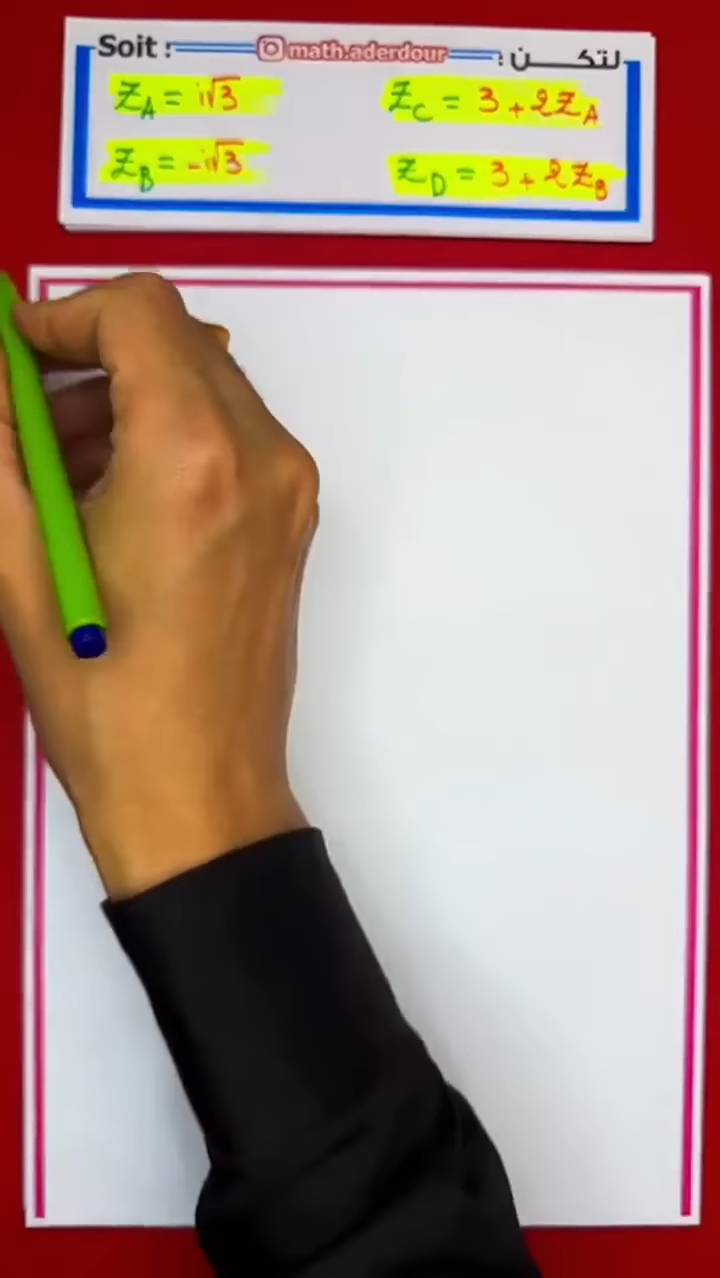 Soit : math.aderdour لتكن :
Z_A = i√3 Z_C = 3 + 2Z_A
Z_B = -i√3 Z_D = 3 + 2Z_B